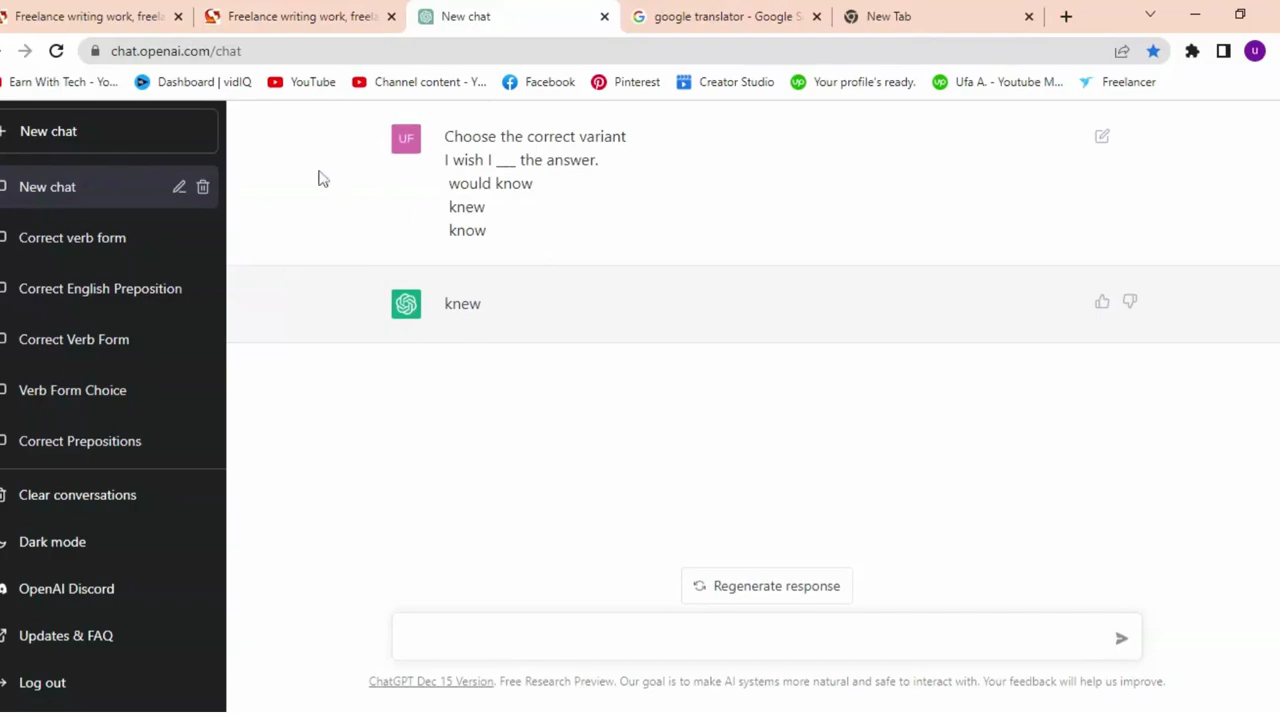 Freelance writing work, freela
Freelance writing work, freela
New chat
google translator - Google S
New Tab
chat.openai.com/chat
u
Earn With Tech - Yo...
Dashboard | vidIQ
YouTube
Channel content - Y...
Facebook
Pinterest
Creator Studio
up
Your profile's ready.
up
Ufa A. - Youtube M...
Freelancer
+ New chat
New chat
Correct verb form
Correct English Preposition
Correct Verb Form
Verb Form Choice
Correct Prepositions
Clear conversations
Dark mode
OpenAI Discord
Updates & FAQ
Log out
UF
Choose the correct variant
I wish I ___ the answer.
would know
knew
know
knew
Regenerate response
ChatGPT Dec 15 Version. Free Research Preview. Our goal is to make AI systems more natural and safe to interact with. Your feedback will help us improve.